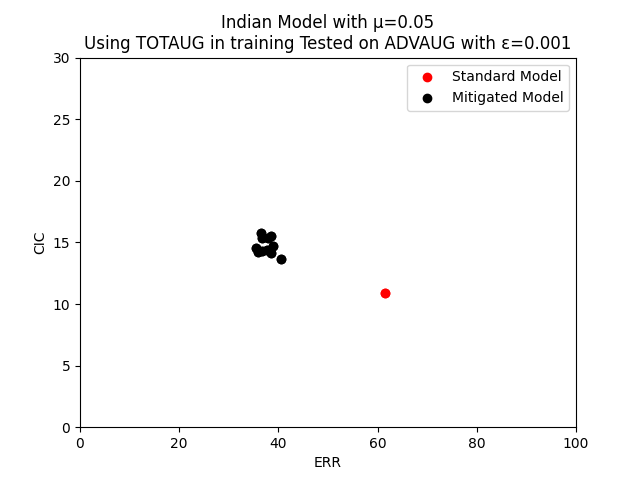 Indian Model with μ=0.05
Using TOTAUG in training Tested on ADVAUG with ε=0.001
Standard Model
Mitigated Model
30
25
20
15
10
5
0
CIC
0 20 40 60 80 100
ERR